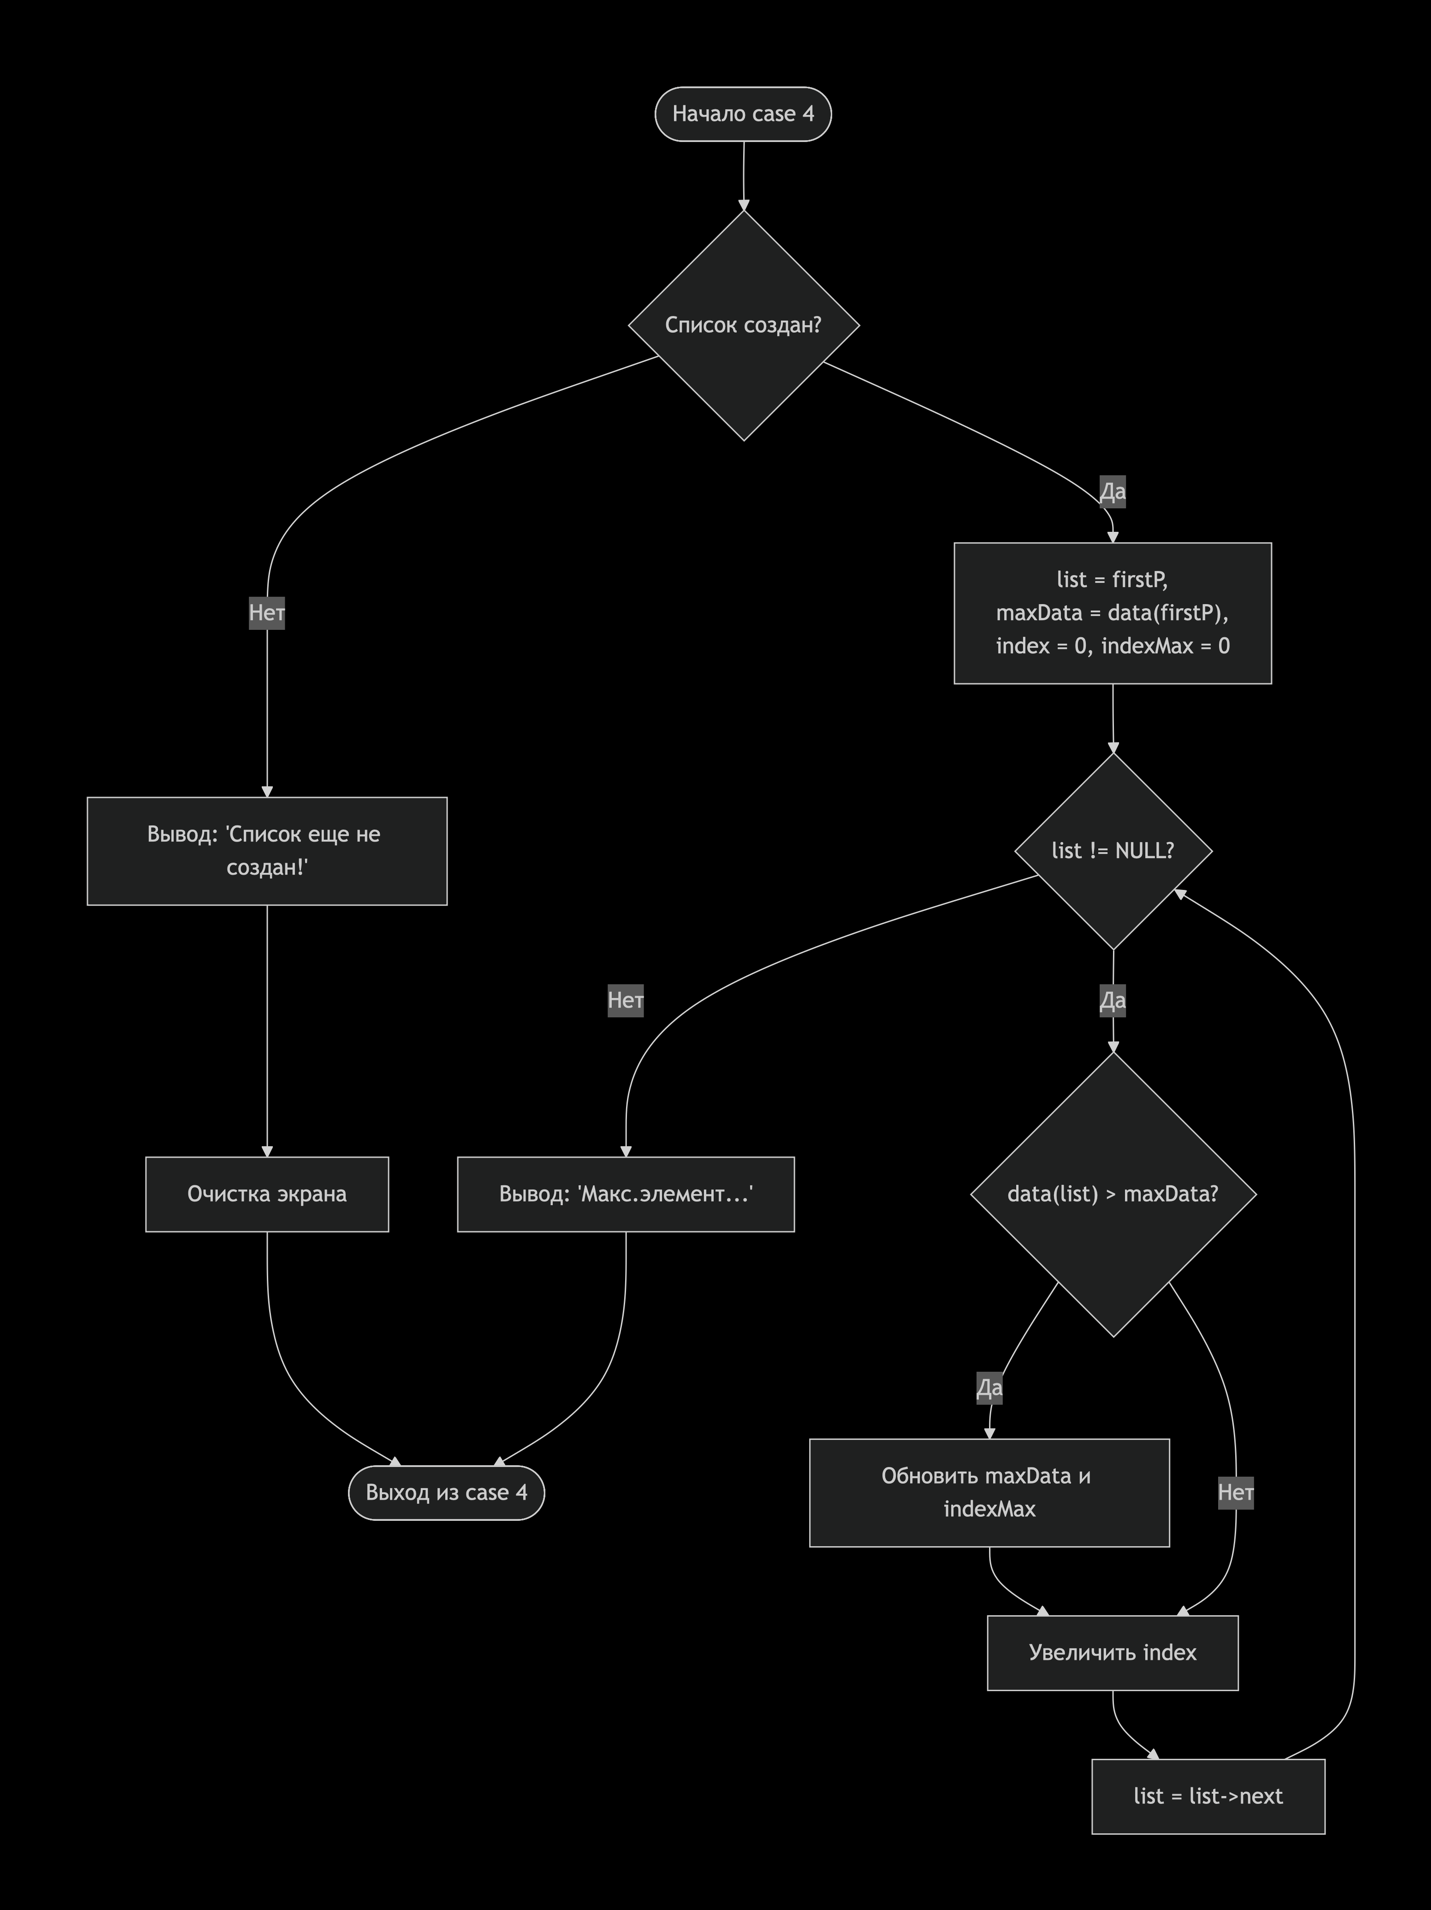 Начало case 4
Список создан?
Да
list = firstP,
maxData = data(firstP),
index = 0, indexMax = 0
Нет
Вывод: 'Список еще не
создан!'
list != NULL?
Нет
Да
Очистка экрана
Вывод: 'Макс.элемент...'
data(list) > maxData?
Да
Выход из case 4
Обновить maxData и
indexMax
Нет
Увеличить index
list = list->next